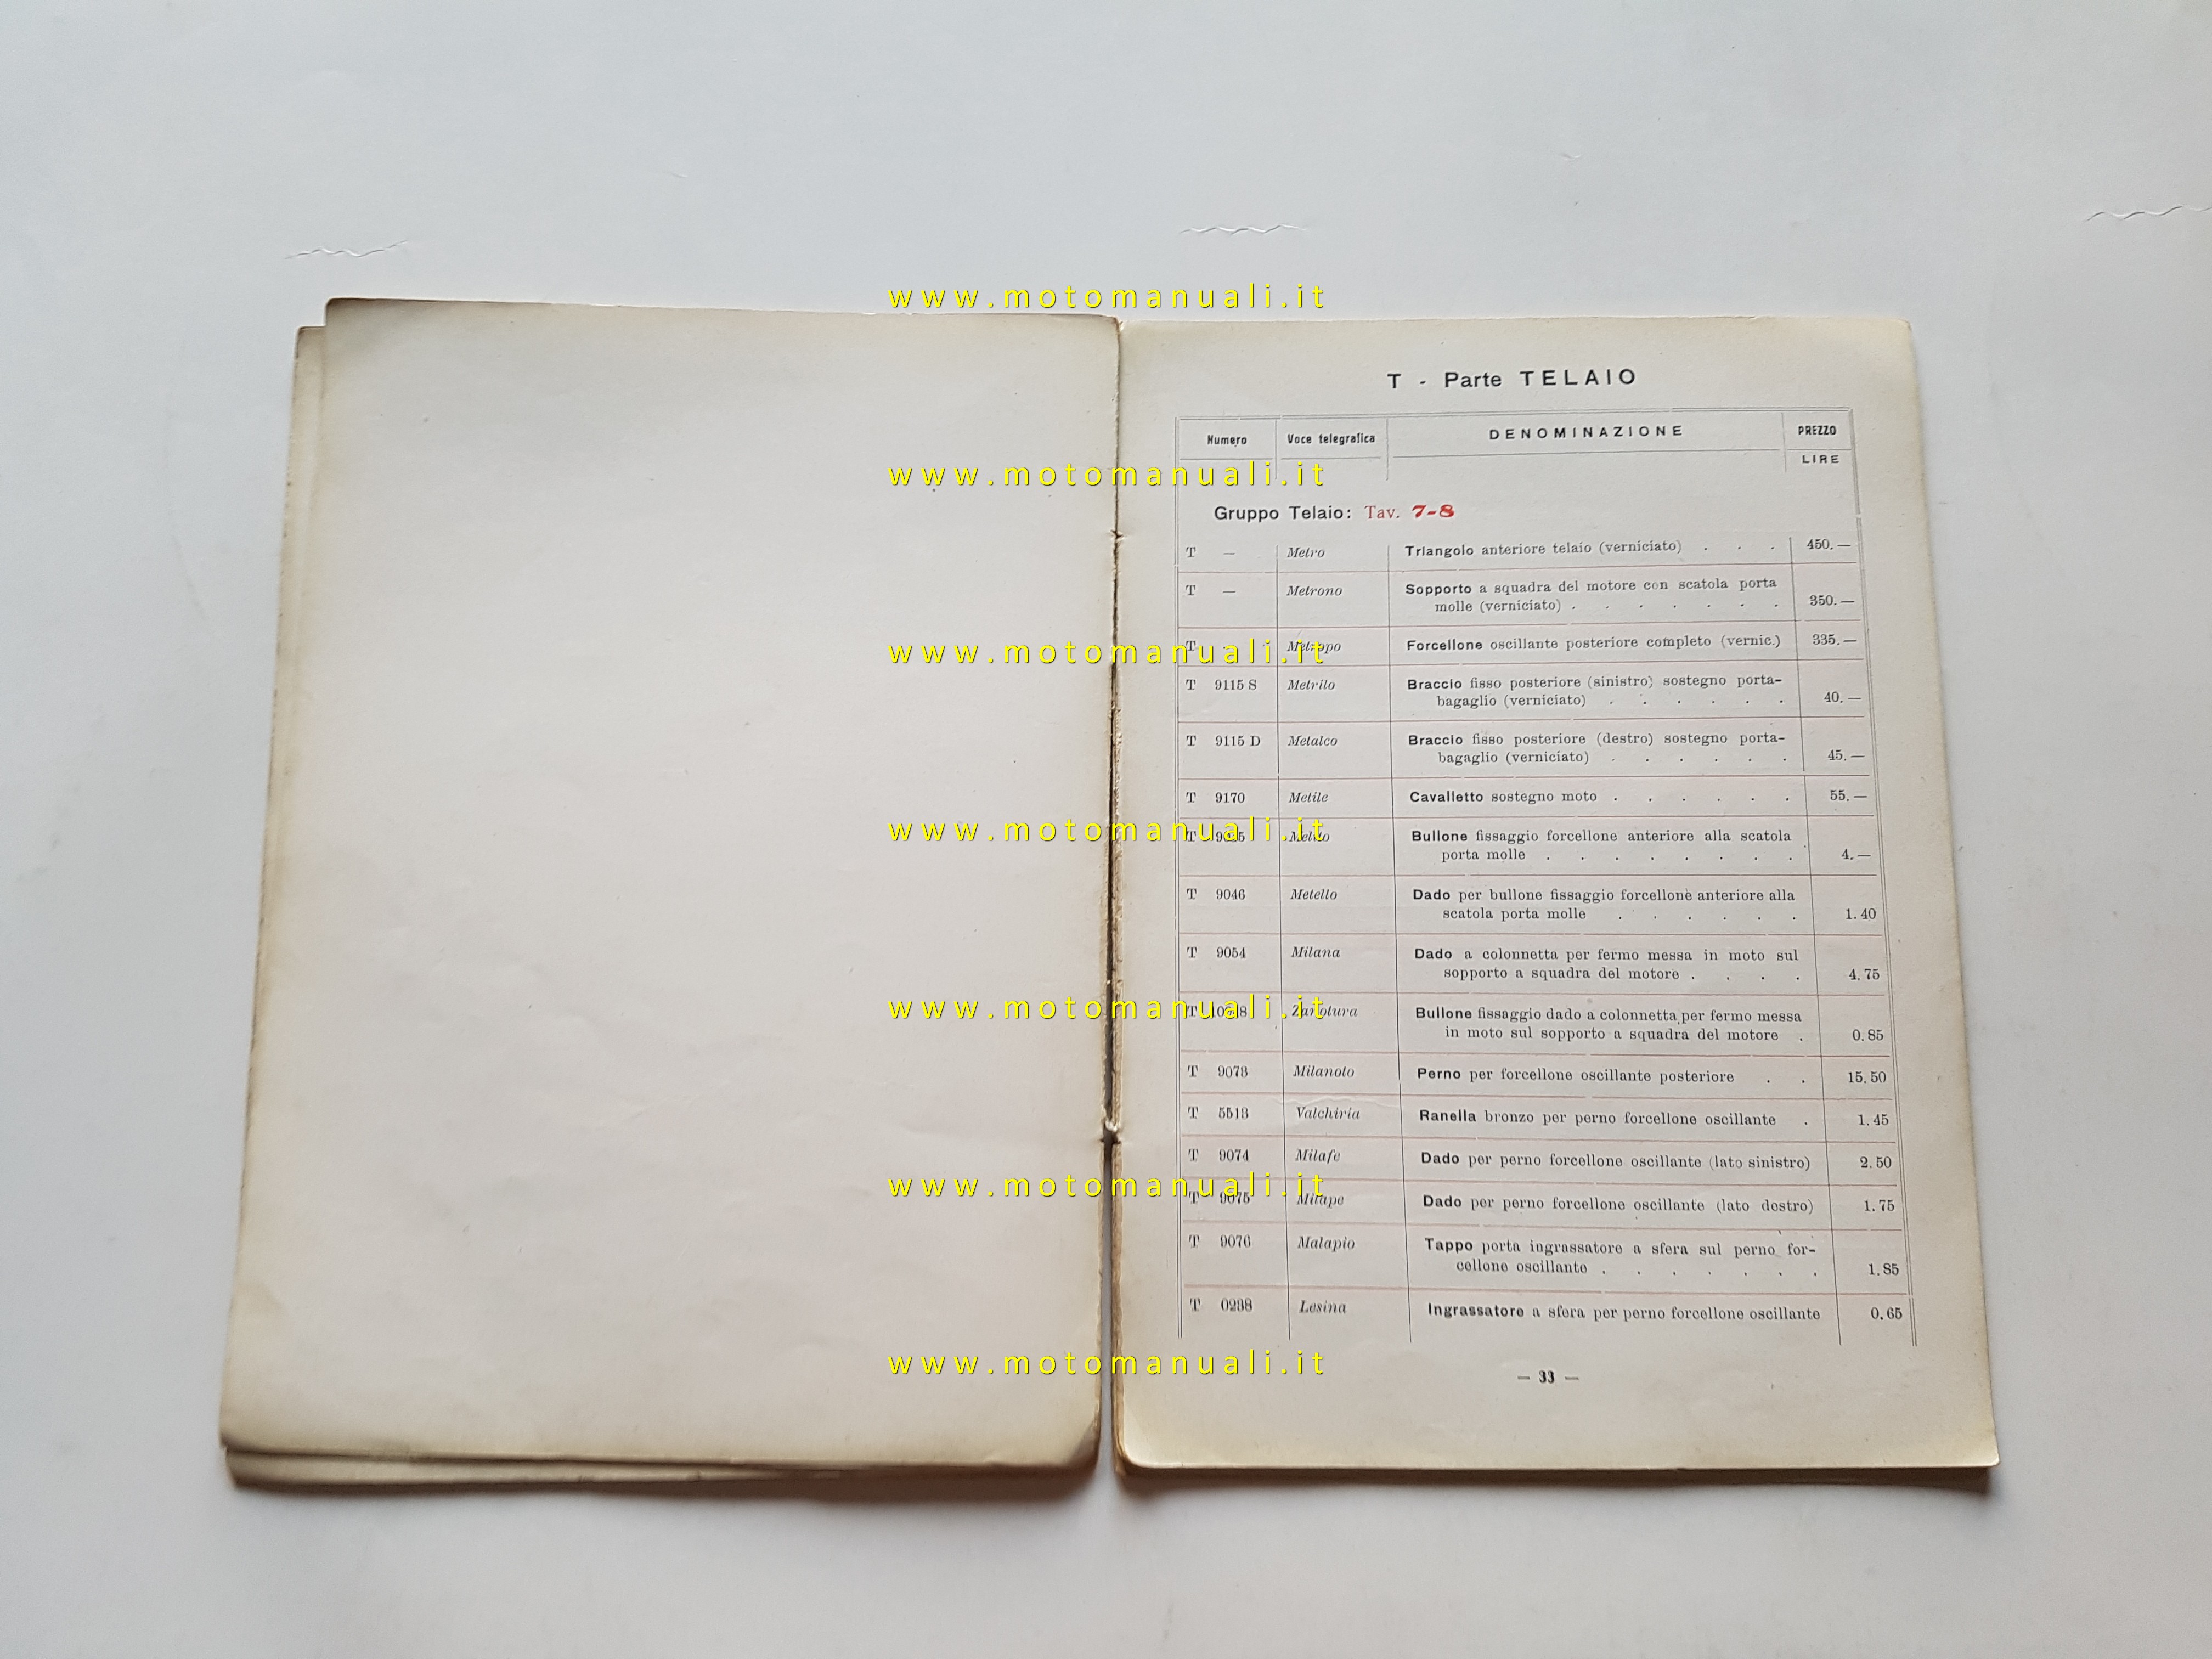 www.motomanuali.it
T - Parte TELAIO
Numero Voce telegrafica DENOMINAZIONE PREZZO
LIRE
www.motomanuali.it
Gruppo Telaio: Tav. 7-8
T — Metro Triangolo anteriore telaio (verniciato) . . . 450.—
T — Metrono Sopporto a squadra del motore con scatola porta
molle (verniciato) . . . . . . . 350.—
T Forcellone oscillante posteriore completo (vernic.) 335.—
www.motomanuali.it
T 9115 S Metrilo Braccio fisso posteriore (sinistro) sostegno porta-
bagaglio (verniciato) . . . . . . 40.—
T 9115 D Metalco Braccio fisso posteriore (destro) sostegno porta-
bagaglio (verniciato) . . . . . . 45.—
T 9170 Metile Cavalletto sostegno moto . . . . . . 55.—
www.motomanuali.it
T Bullone fissaggio forcellone anteriore alla scatola
porta molle . . . . . . . . 4.—
T 9046 Metello Dado per bullone fissaggio forcellone anteriore alla
scatola porta molle . . . . . . 1.40
T 9054 Milana Dado a colonnetta per fermo messa in moto sul
sopporto a squadra del motore . . . . 4.75
www.motomanuali.it
T Bullone fissaggio dado a colonnetta per fermo messa
in moto sul sopporto a squadra del motore . 0.85
T 9073 Milanoto Perno per forcellone oscillante posteriore . . 15.50
T 5513 Valchiria Ranella bronzo per perno forcellone oscillante . 1.45
T 9074 Milafe Dado per perno forcellone oscillante (lato sinistro) 2.50
www.motomanuali.it
T 9075 Milape Dado per perno forcellone oscillante (lato destro) 1.75
T 9076 Malapio Tappo porta ingrassatore a sfera sul perno for-
cellone oscillante . . . . . . . 1.85
T 0238 Lesina Ingrassatore a sfera per perno forcellone oscillante 0.65
www.motomanuali.it
— 33 —